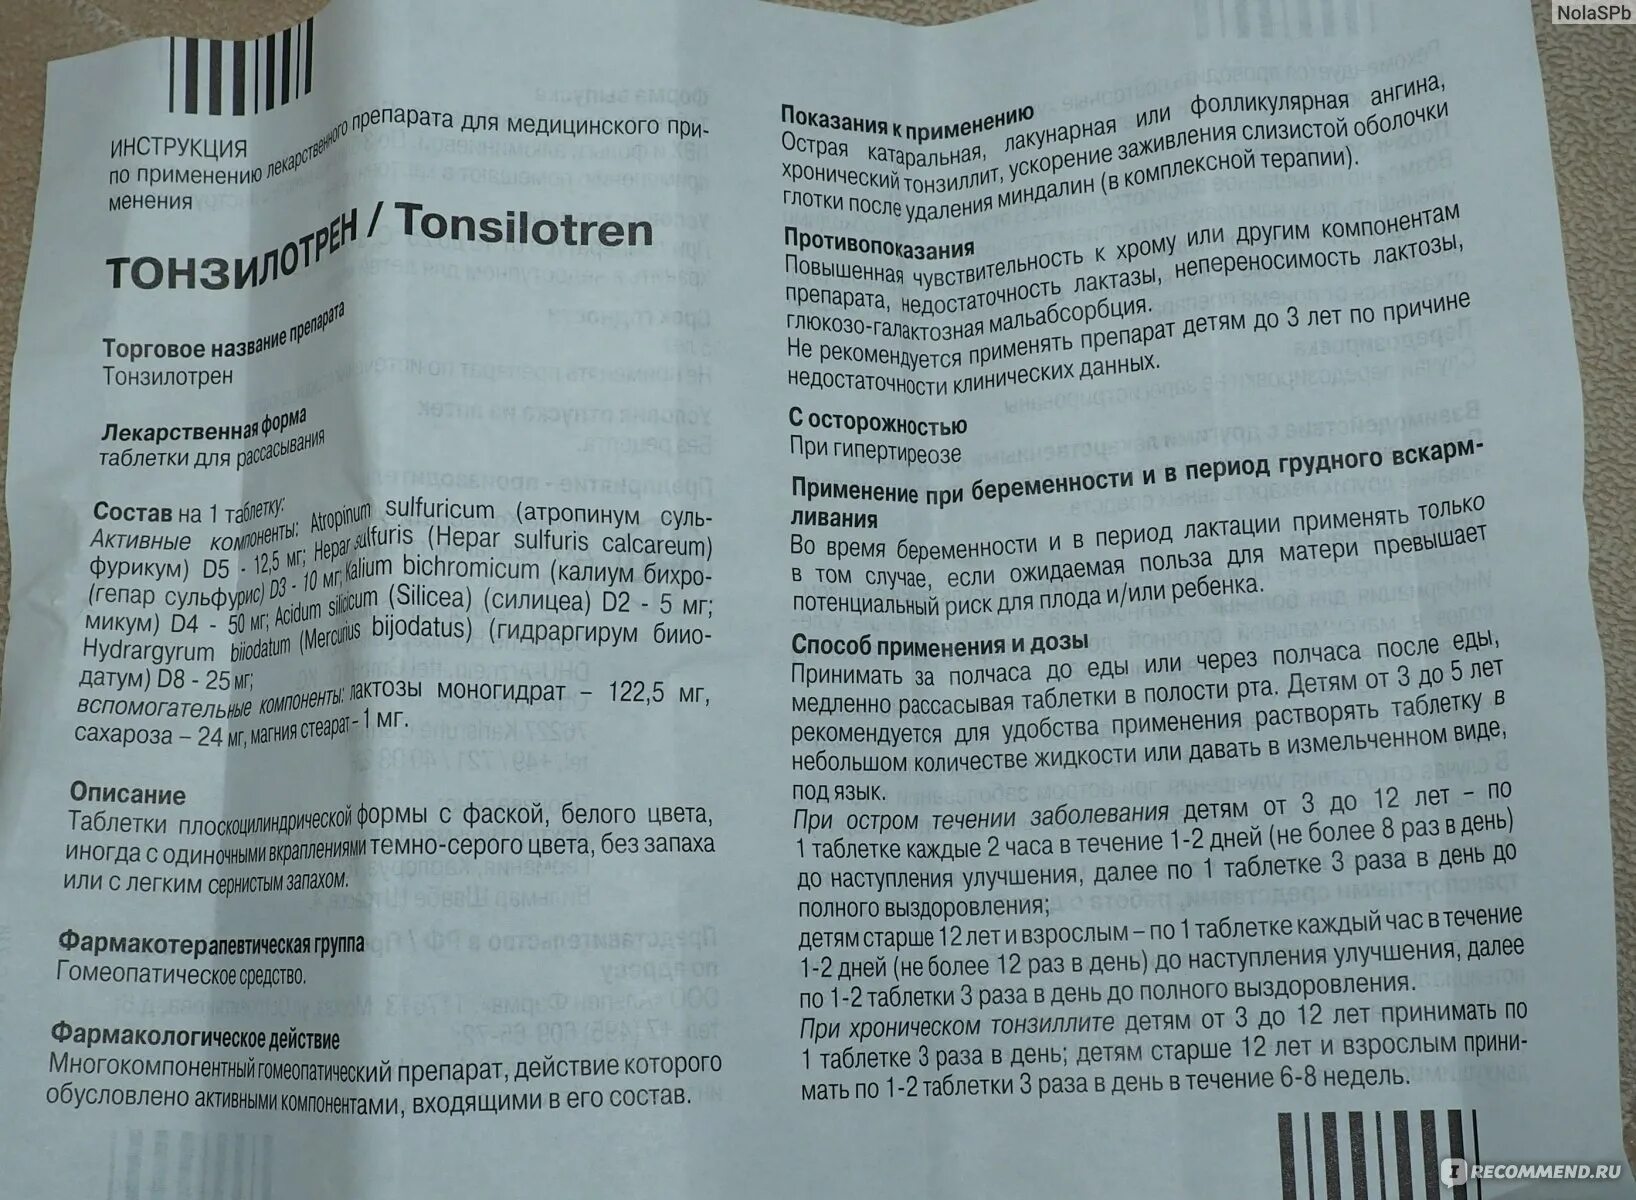 NolaSPb
ИНСТРУКЦИЯ
по применению лекарственного препарата для медицинского при-
менения
ТОНЗИЛОТРЕН / Tonsilotren
Торговое название препарата
Тонзилотрен
Лекарственная форма
таблетки для рассасывания
Состав на 1 таблетку:
Активные компоненты: Atropinum sulfuricum (атропинум суль-
фурикум) D5 - 12,5 мг; Hepar sulfuris (Hepar sulfuris calcareum)
(гепар сульфурис) D3 - 10 мг; Kalium bichromicum (калиум бихро-
микум) D4 - 50 мг; Acidum silicicum (Silicea) (силицеа) D2 - 5 мг;
Hydrargyrum biiodatum (Mercurius bijodatus) (гидраргирум бийо-
датум) D8 - 25 мг;
вспомогательные компоненты: лактозы моногидрат – 122,5 мг,
сахароза – 24 мг, магния стеарат – 1 мг.
Описание
Таблетки плоскоцилиндрической формы с фаской, белого цвета,
иногда с одиночными вкраплениями темно-серого цвета, без запаха
или с легким сернистым запахом.
Фармакотерапевтическая группа
Гомеопатическое средство.
Фармакологическое действие
Многокомпонентный гомеопатический препарат, действие которого
обусловлено активными компонентами, входящими в его состав.
Показания к применению
Острая катаральная, лакунарная или фолликулярная ангина,
хронический тонзиллит, ускорение заживления слизистой оболочки
глотки после удаления миндалин (в комплексной терапии).
Противопоказания
Повышенная чувствительность к хрому или другим компонентам
препарата, недостаточность лактазы, непереносимость лактозы,
глюкозо-галактозная мальабсорбция.
Не рекомендуется применять препарат детям до 3 лет по причине
недостаточности клинических данных.
С осторожностью
При гипертиреозе
Применение при беременности и в период грудного вскарм-
ливания
Во время беременности и в период лактации применять только
в том случае, если ожидаемая польза для матери превышает
потенциальный риск для плода и/или ребенка.
Способ применения и дозы
Принимать за полчаса до еды или через полчаса после еды,
медленно рассасывая таблетки в полости рта. Детям от 3 до 5 лет
рекомендуется для удобства применения растворять таблетку в
небольшом количестве жидкости или давать в измельченном виде,
под язык.
При остром течении заболевания детям от 3 до 12 лет – по
1 таблетке каждые 2 часа в течение 1-2 дней (не более 8 раз в день)
до наступления улучшения, далее по 1 таблетке 3 раза в день до
полного выздоровления;
детям старше 12 лет и взрослым – по 1 таблетке каждый час в течение
1-2 дней (не более 12 раз в день) до наступления улучшения, далее
по 1-2 таблетки 3 раза в день до полного выздоровления.
При хроническом тонзиллите детям от 3 до 12 лет принимать по
1 таблетке 3 раза в день; детям старше 12 лет и взрослым прини-
мать по 1-2 таблетки 3 раза в день в течение 6-8 недель.
IRECOMMEND.RU